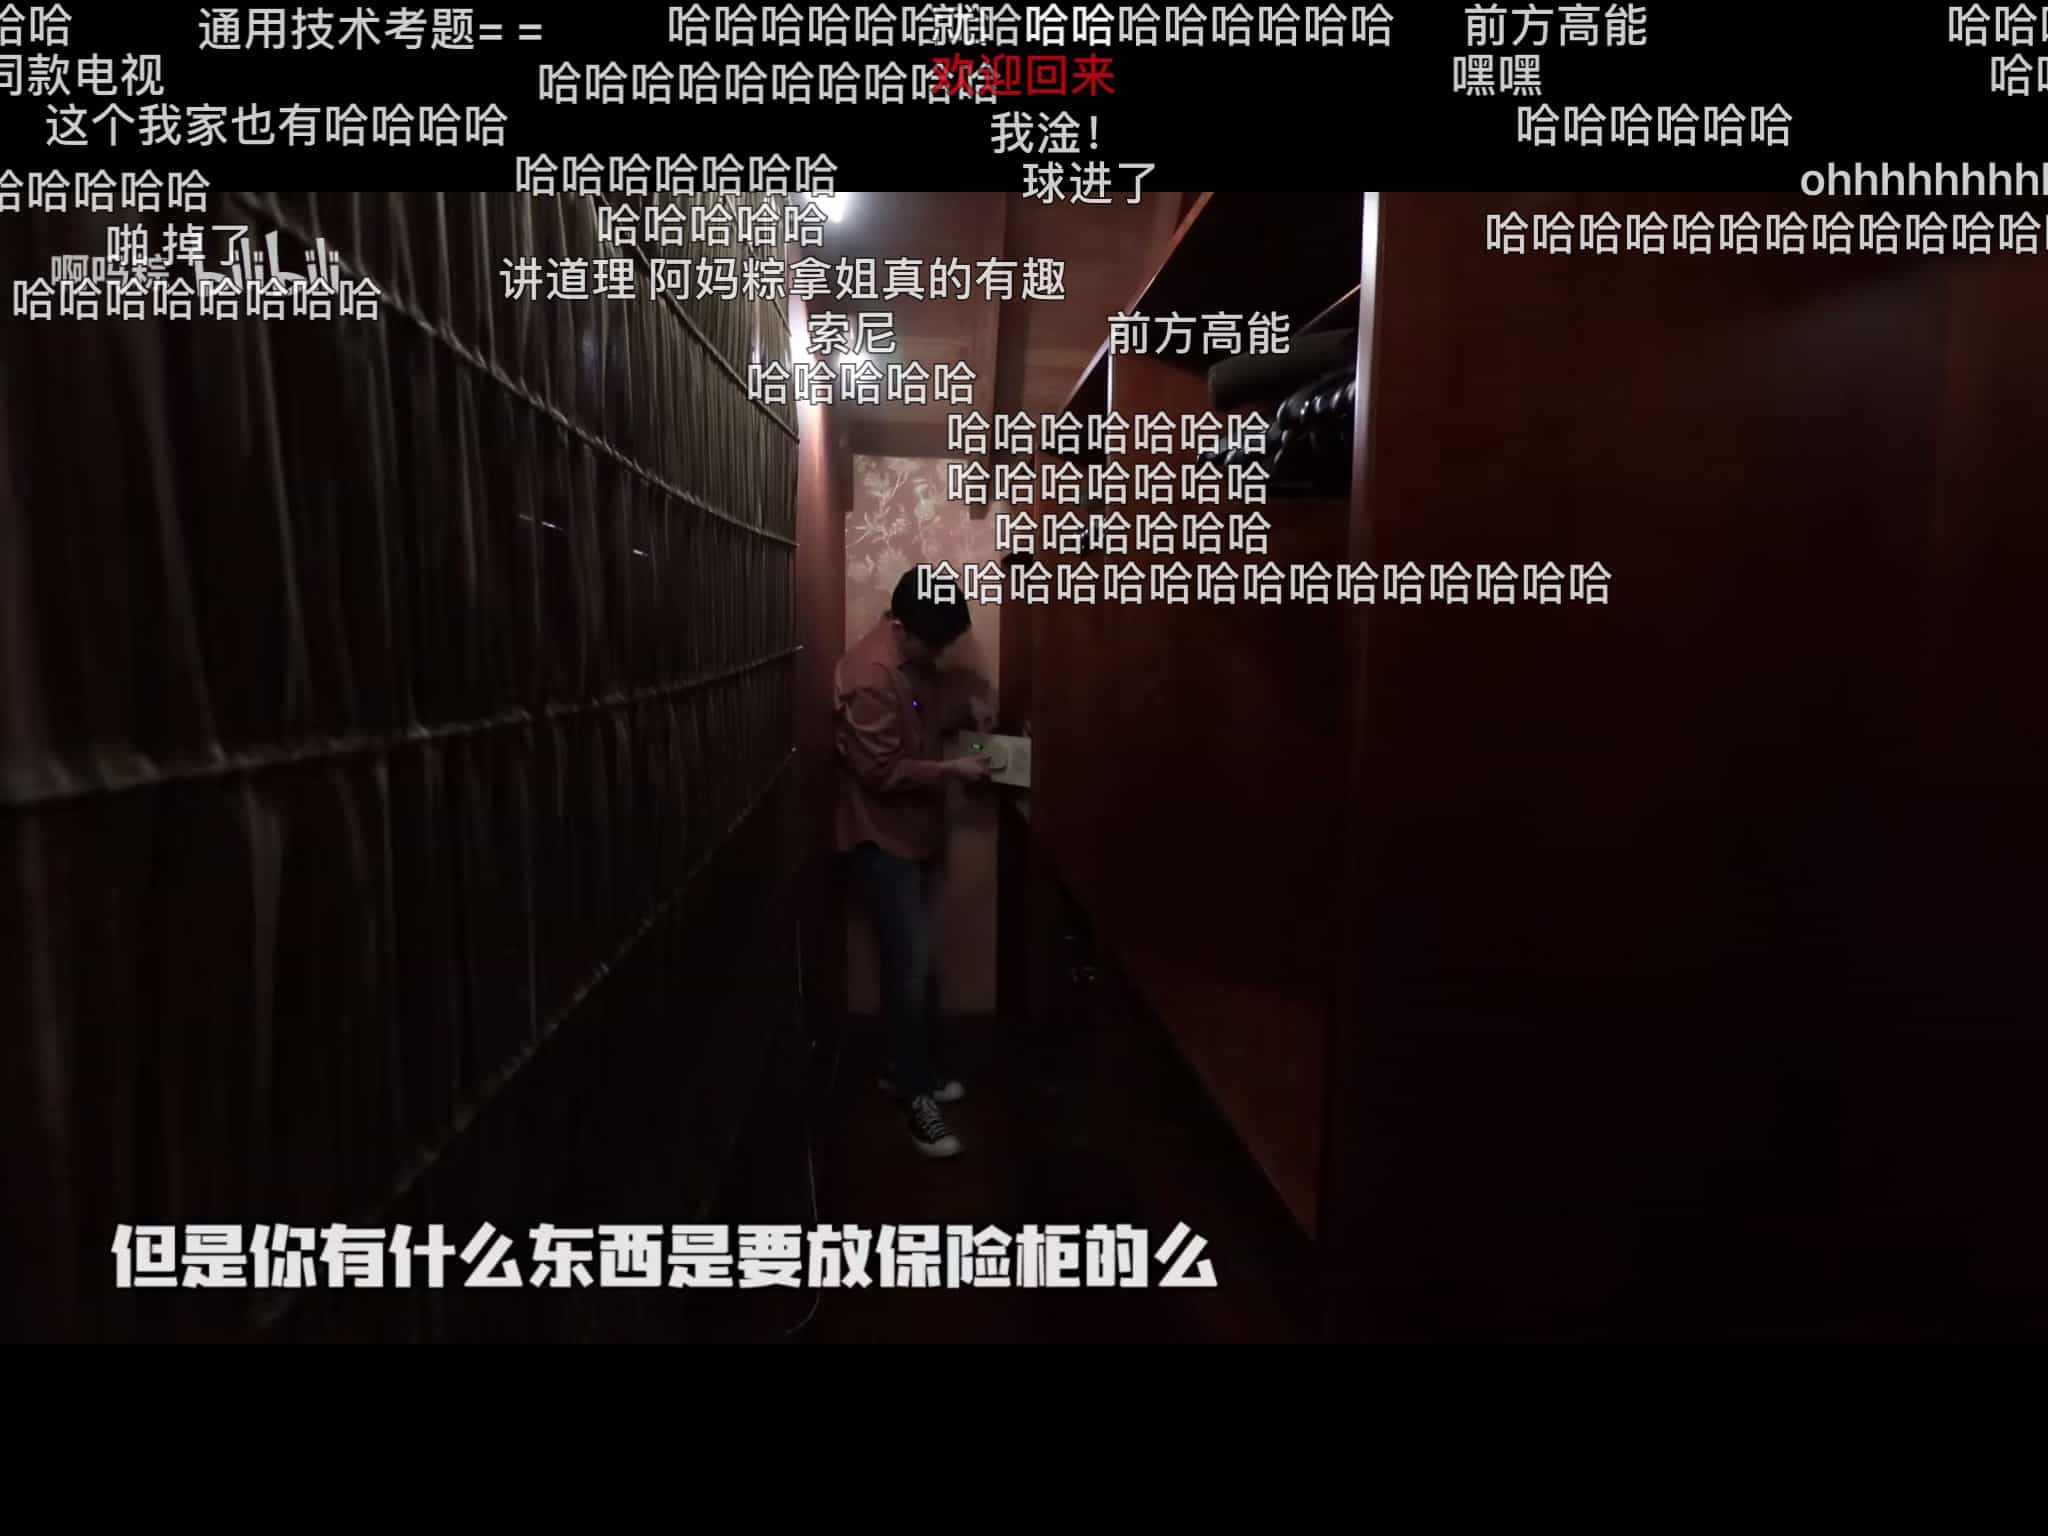 哈哈
通用技术考题= =
哈哈哈哈哈哈哈哈哈哈哈哈哈哈哈哈
前方高能
哈哈
同款电视
哈哈哈哈哈哈哈哈哈哈
欢迎回来
嘿嘿
这个我家也有哈哈哈哈
我淦！
哈哈哈哈哈哈
哈哈哈哈哈
哈哈哈哈哈哈哈
球进了
ohhhhhhhhh
啪 掉了
哈哈哈哈哈
哈哈哈哈哈哈哈哈哈哈哈哈
啊吗粽 bilibili
哈哈哈哈哈哈哈哈
讲道理 阿妈粽拿姐真的有趣
索尼
前方高能
哈哈哈哈哈
哈哈哈哈哈哈哈
哈哈哈哈哈哈哈
哈哈哈哈哈哈
哈哈哈哈哈哈哈哈哈哈哈哈哈哈哈
但是你有什么东西是要放保险柜的么